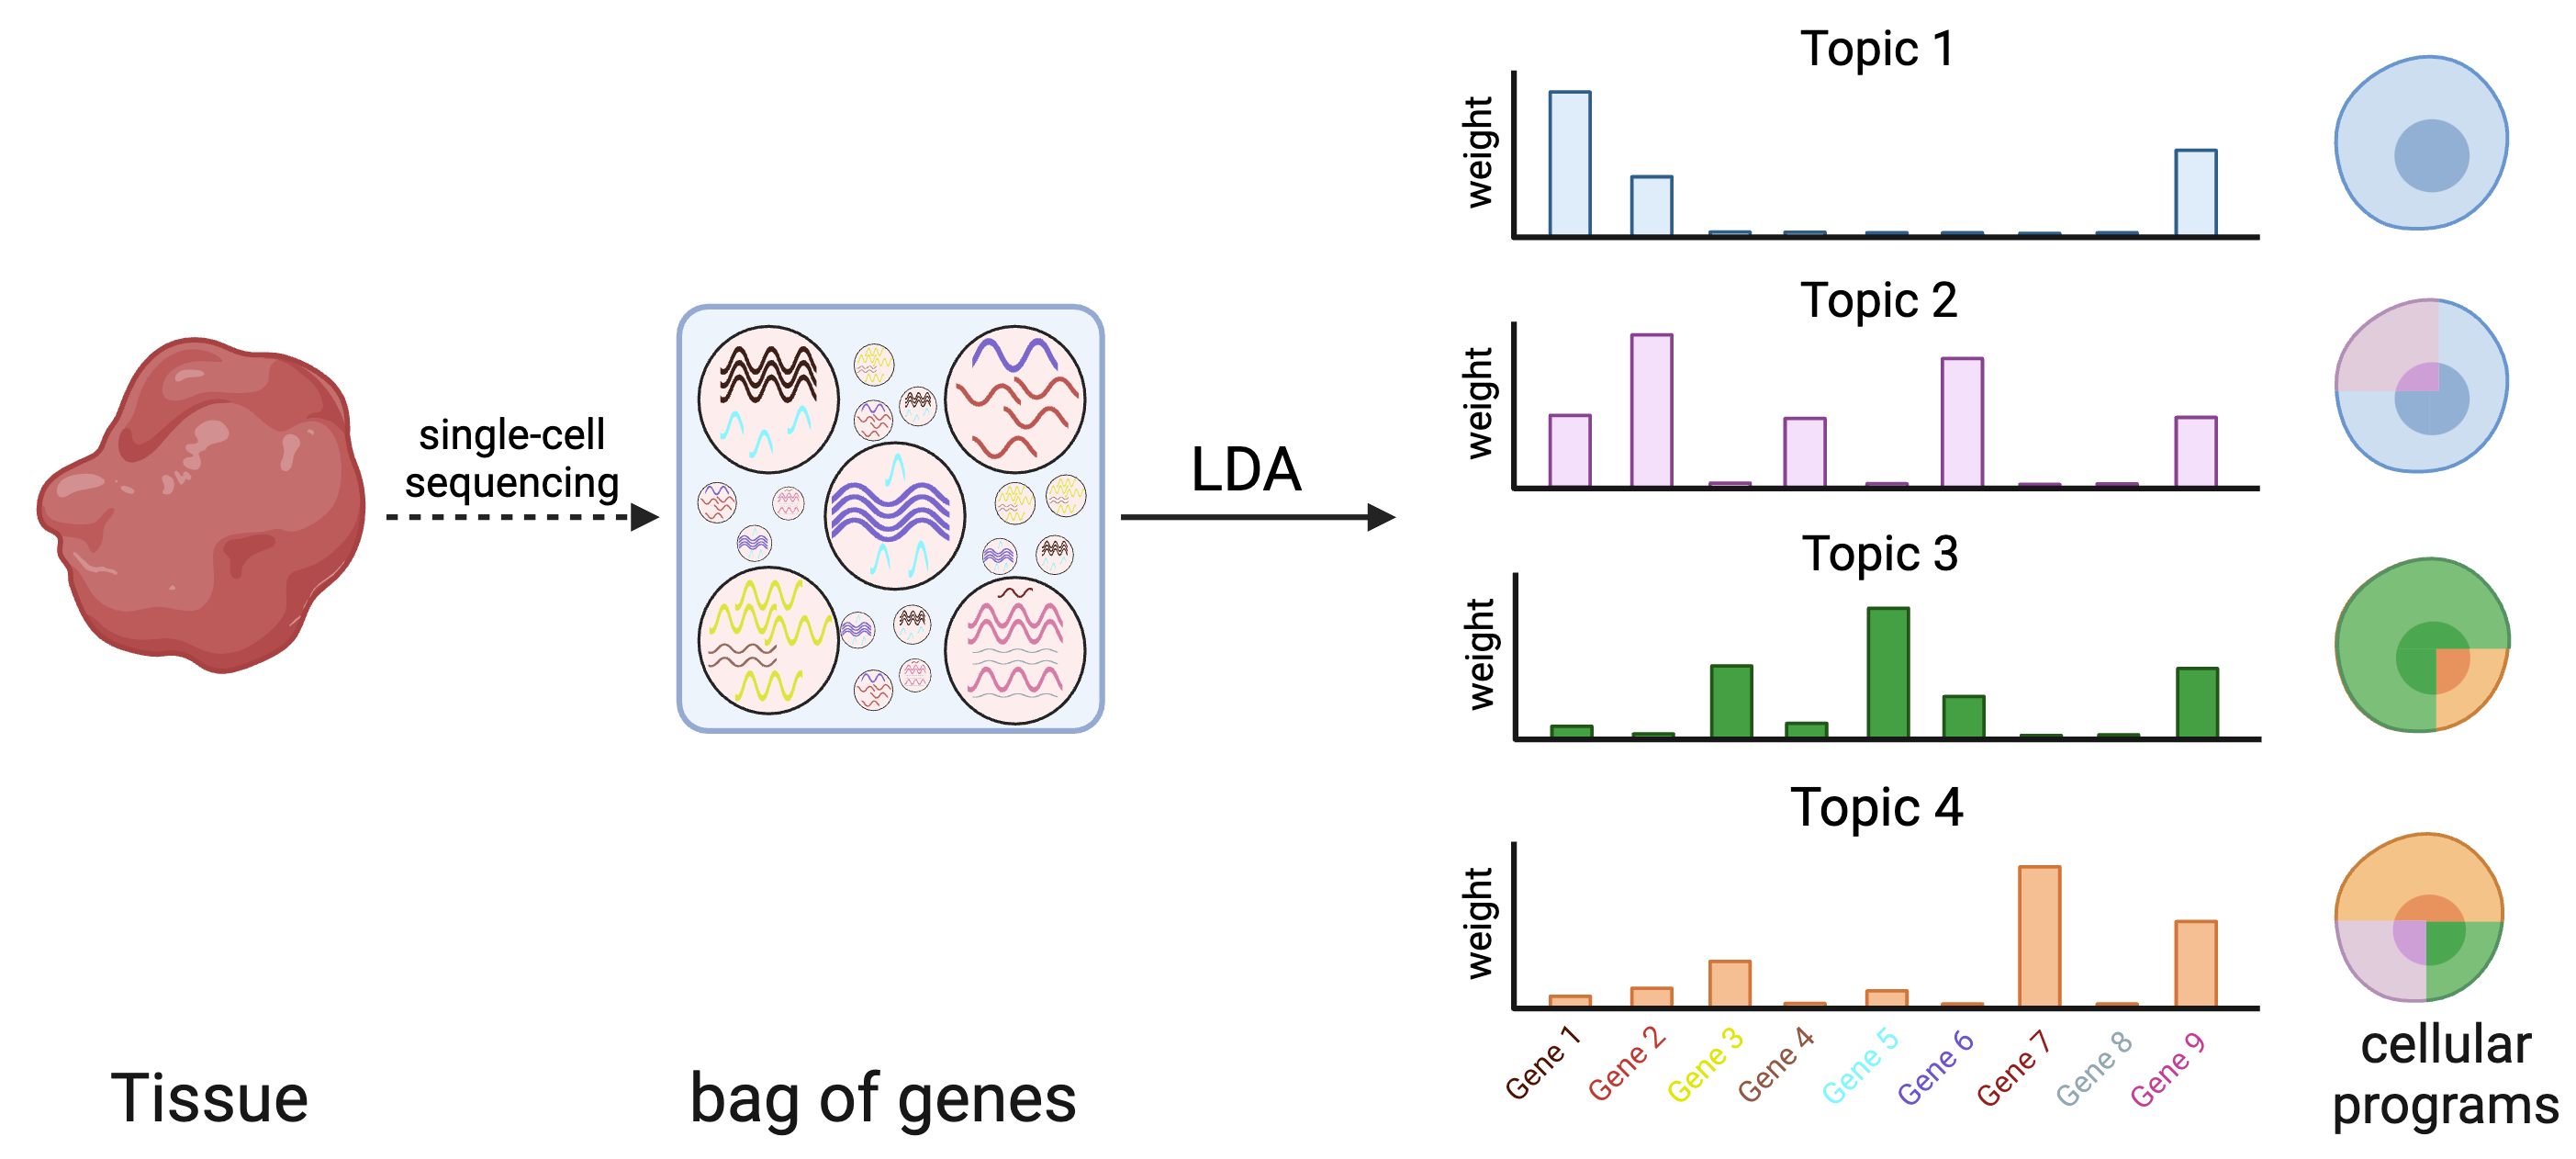 Topic 1
weight
Topic 2
weight
single-cell
sequencing
LDA
Topic 3
weight
Topic 4
weight
Gene 1
Gene 2
Gene 3
Gene 4
Gene 5
Gene 6
Gene 7
Gene 8
Gene 9
Tissue
bag of genes
cellular
programs